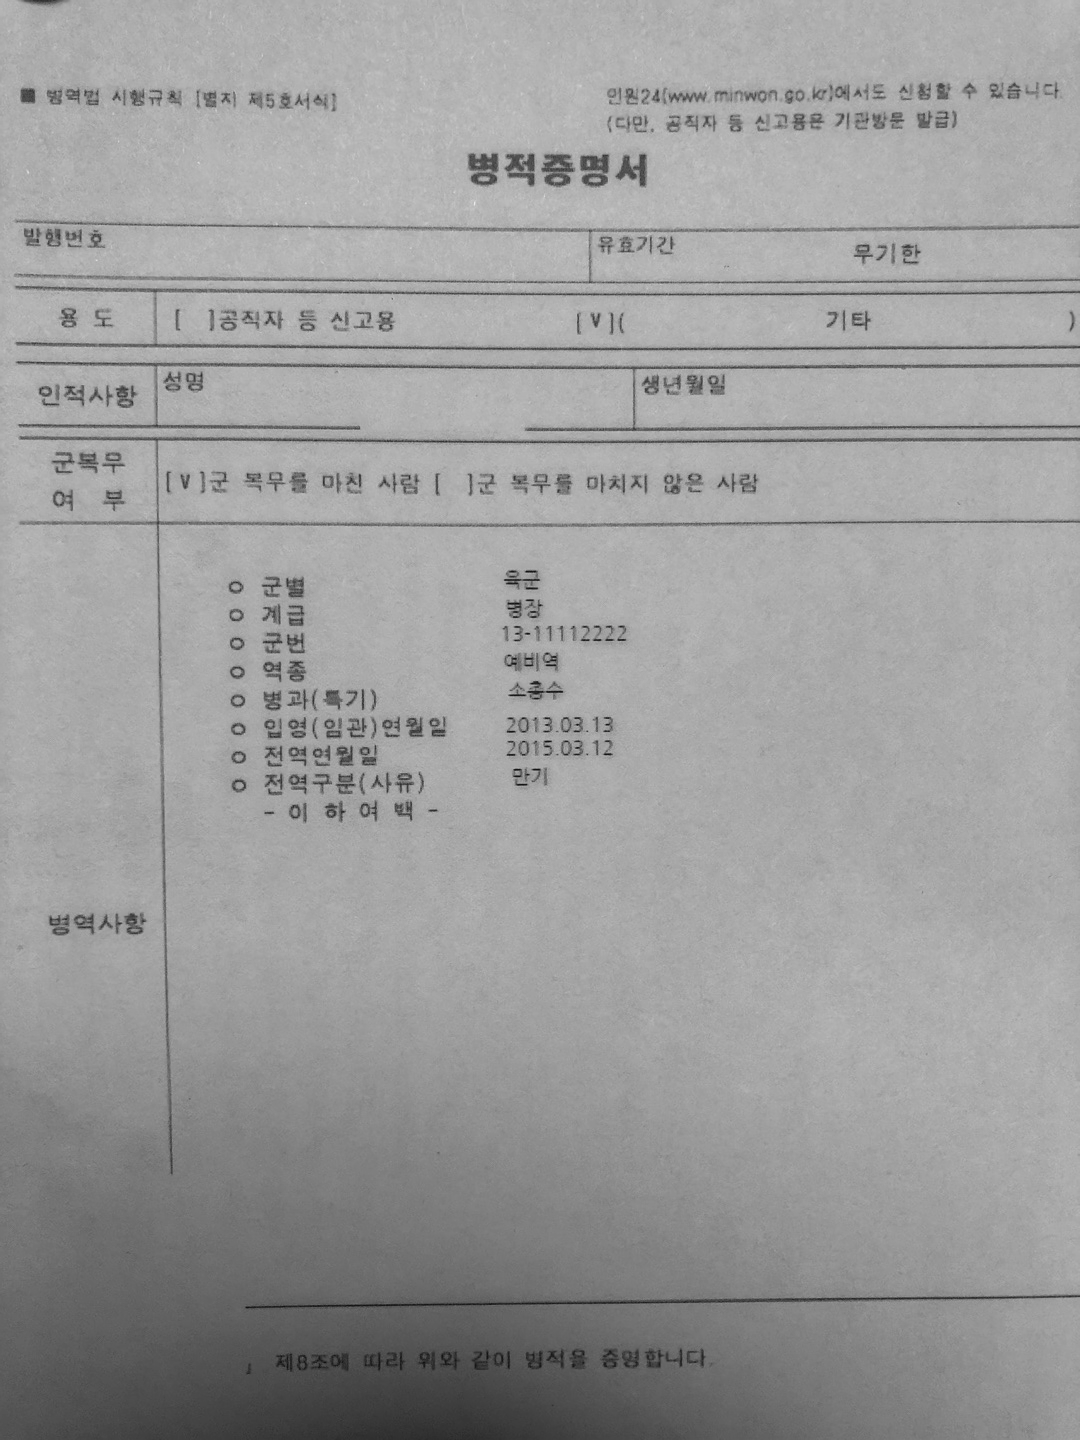 ■ 병역법 시행규칙 [별지 제5호서식]
민원24(www.minwon.go.kr)에서도 신청할 수 있습니다.
(다만, 공직자 등 신고용은 기관방문 발급)
병적증명서
발행번호
유효기간 무기한
용 도 [ ]공직자 등 신고용 [ V ]( 기타 )
인적사항 성명 생년월일
군복무
여 부
[ V ]군 복무를 마친 사람 [ ]군 복무를 마치지 않은 사람
병역사항
ㅇ 군별 육군
ㅇ 계급 병장
ㅇ 군번 13-11112222
ㅇ 역종 예비역
ㅇ 병과(특기) 소총수
ㅇ 입영(임관)연월일 2013.03.13
ㅇ 전역연월일 2015.03.12
ㅇ 전역구분(사유) 만기
- 이 하 여 백 -
」 제8조에 따라 위와 같이 병적을 증명합니다.